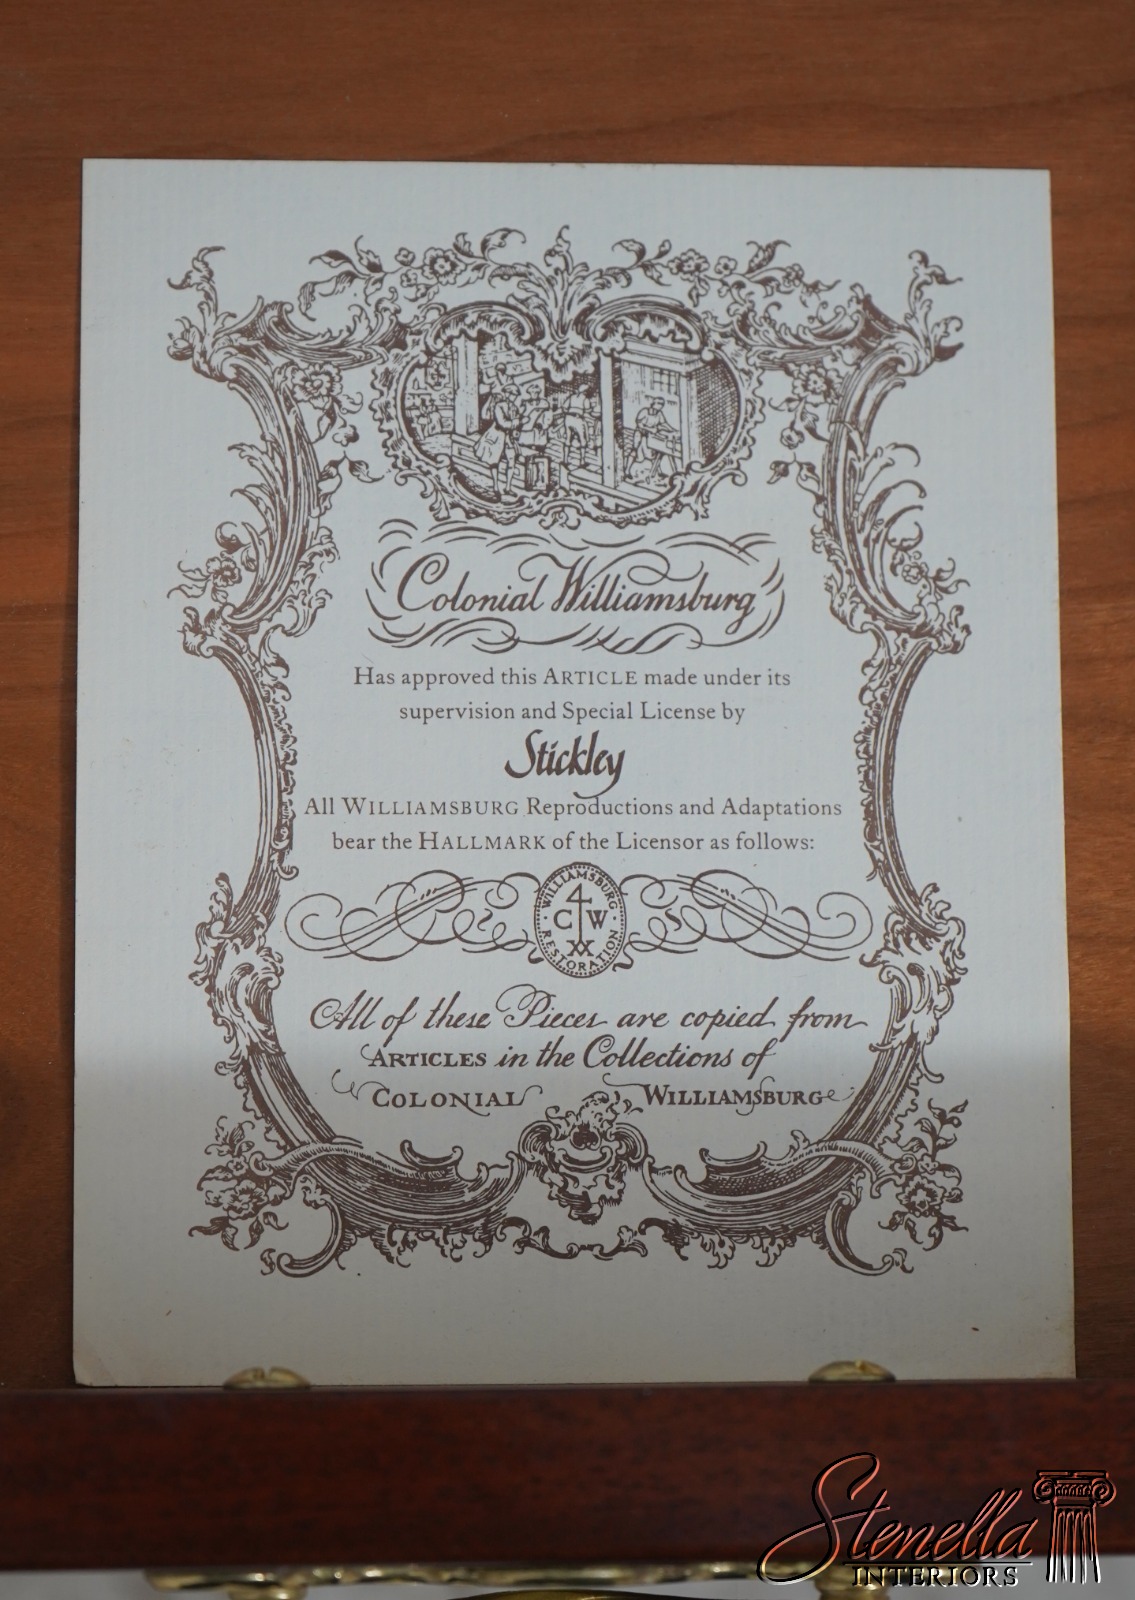 Colonial Williamsburg
Has approved this ARTICLE made under its
supervision and Special License by
Stickley
All WILLIAMSBURG Reproductions and Adaptations
bear the HALLMARK of the Licensor as follows:
WILLIAMSBURG
C W
RESTORATION
All of these Pieces are copied from
ARTICLES in the Collections of
COLONIAL WILLIAMSBURG
Stenella
INTERIORS